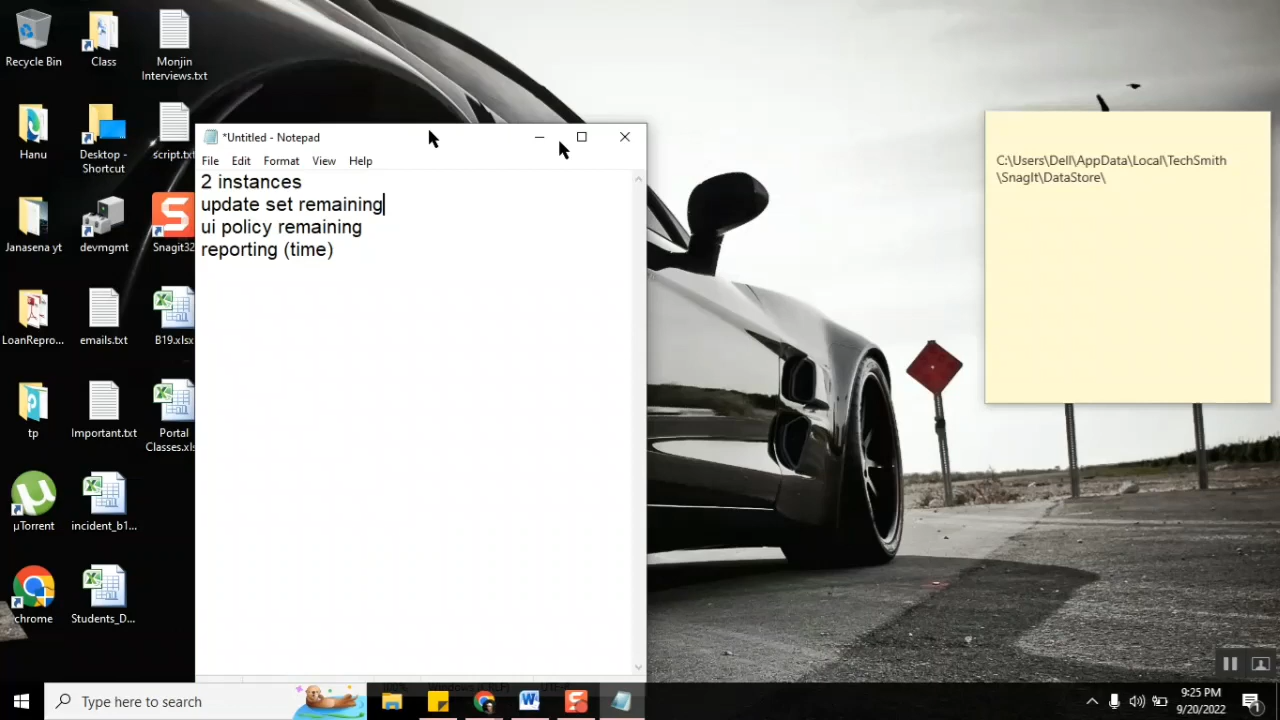 Recycle Bin
Class
Monjin
Interviews.txt
Hanu
Desktop -
Shortcut
script.txt
Janasena yt
devmgmt
Snagit32
LoanRepro...
emails.txt
B19.xlsx
tp
Important.txt
Portal
Classes.xls
µTorrent
incident_b1...
chrome
Students_D...
*Untitled - Notepad
File Edit Format View Help
2 instances
update set remaining
ui policy remaining
reporting (time)
C:\Users\Dell\AppData\Local\TechSmith
\SnagIt\DataStore\
Type here to search
9:25 PM
9/20/2022